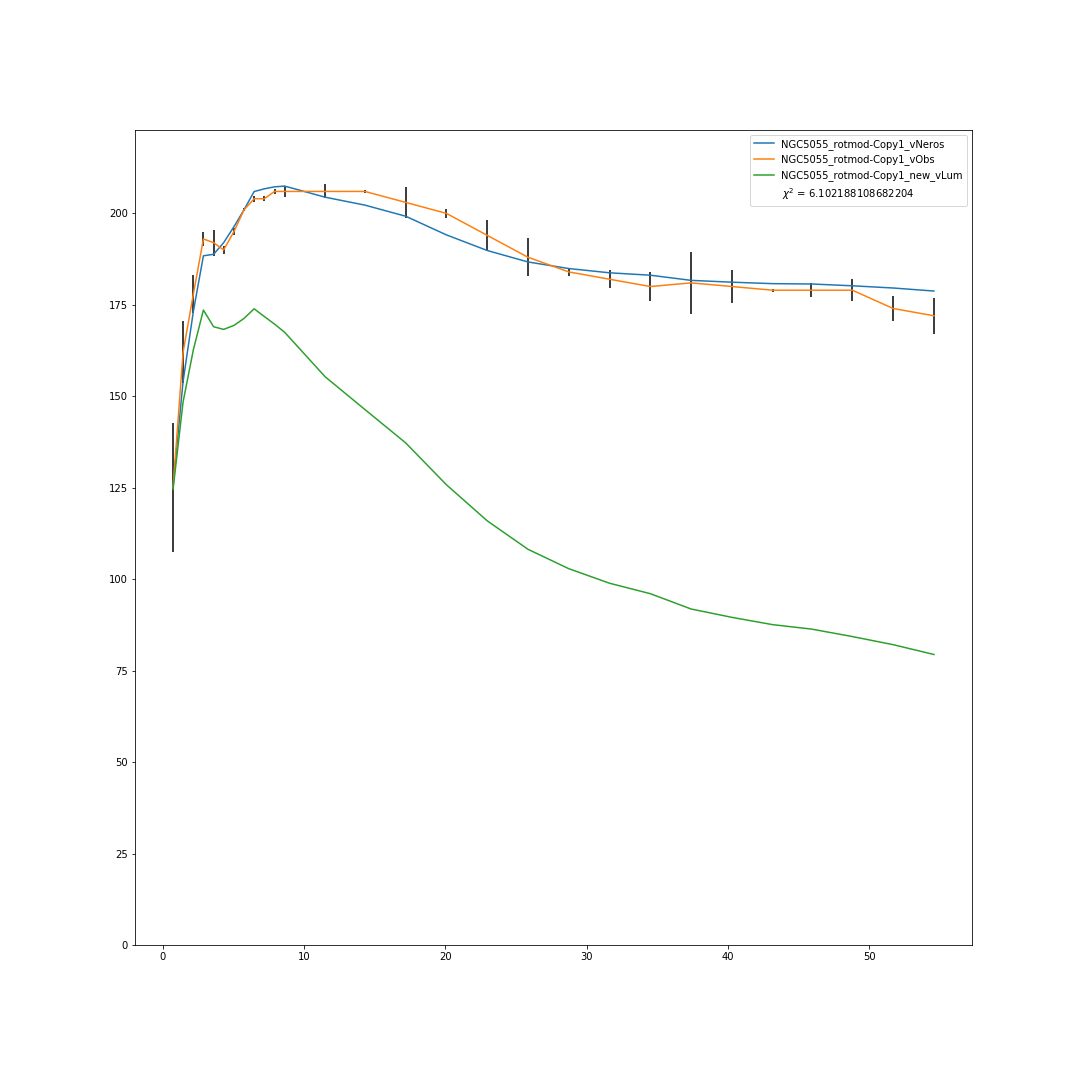 NGC5055_rotmod-Copy1_vNeros
NGC5055_rotmod-Copy1_vObs
NGC5055_rotmod-Copy1_new_vLum
χ² = 6.102188108682204
200
175
150
125
100
75
50
25
0
0 10 20 30 40 50